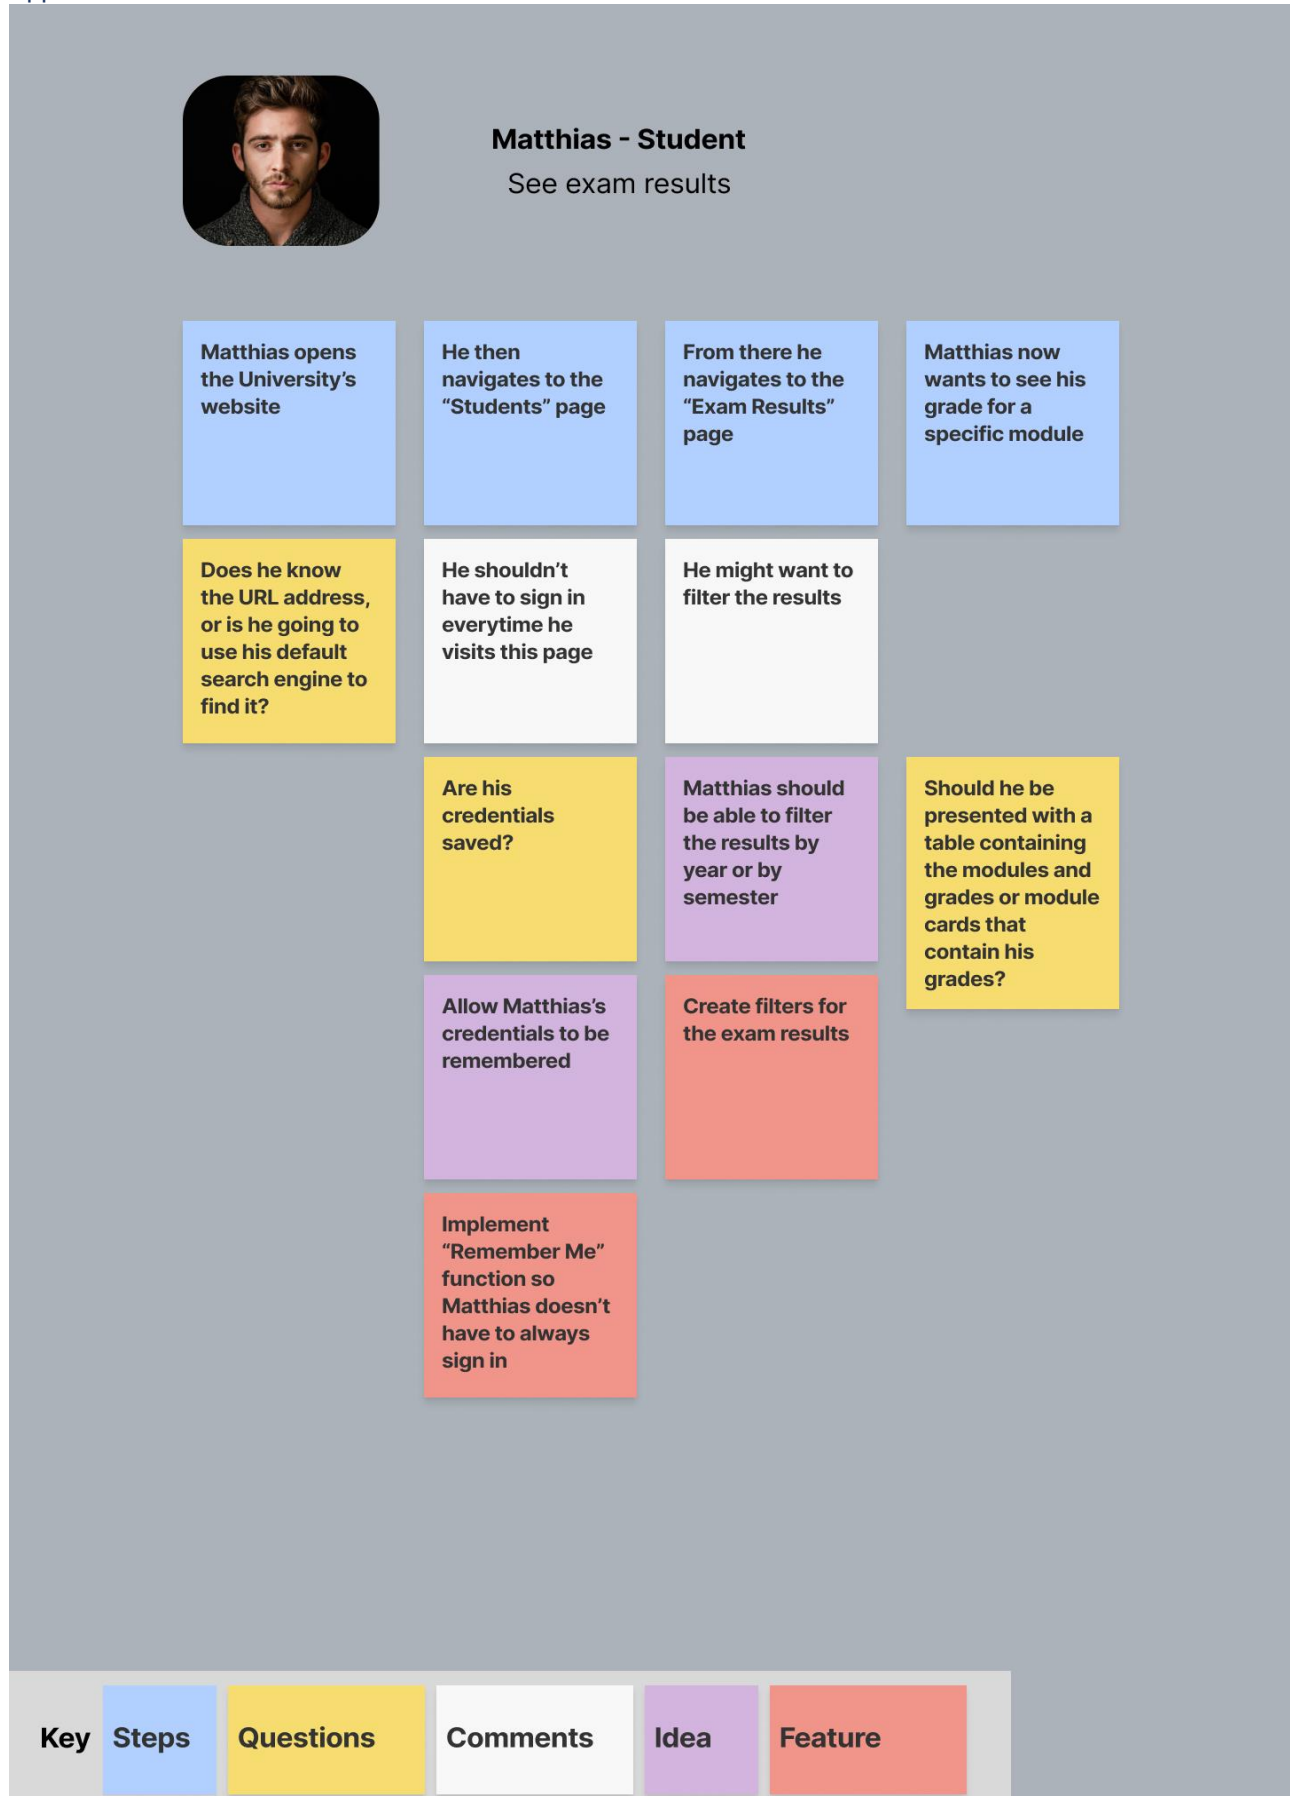 Matthias - Student
See exam results
Matthias opens
the University’s
website
He then
navigates to the
“Students” page
From there he
navigates to the
“Exam Results”
page
Matthias now
wants to see his
grade for a
specific module
Does he know
the URL address,
or is he going to
use his default
search engine to
find it?
He shouldn’t
have to sign in
everytime he
visits this page
He might want to
filter the results
Are his
credentials
saved?
Matthias should
be able to filter
the results by
year or by
semester
Should he be
presented with a
table containing
the modules and
grades or module
cards that
contain his
grades?
Allow Matthias’s
credentials to be
remembered
Create filters for
the exam results
Implement
“Remember Me”
function so
Matthias doesn’t
have to always
sign in
Key
Steps
Questions
Comments
Idea
Feature